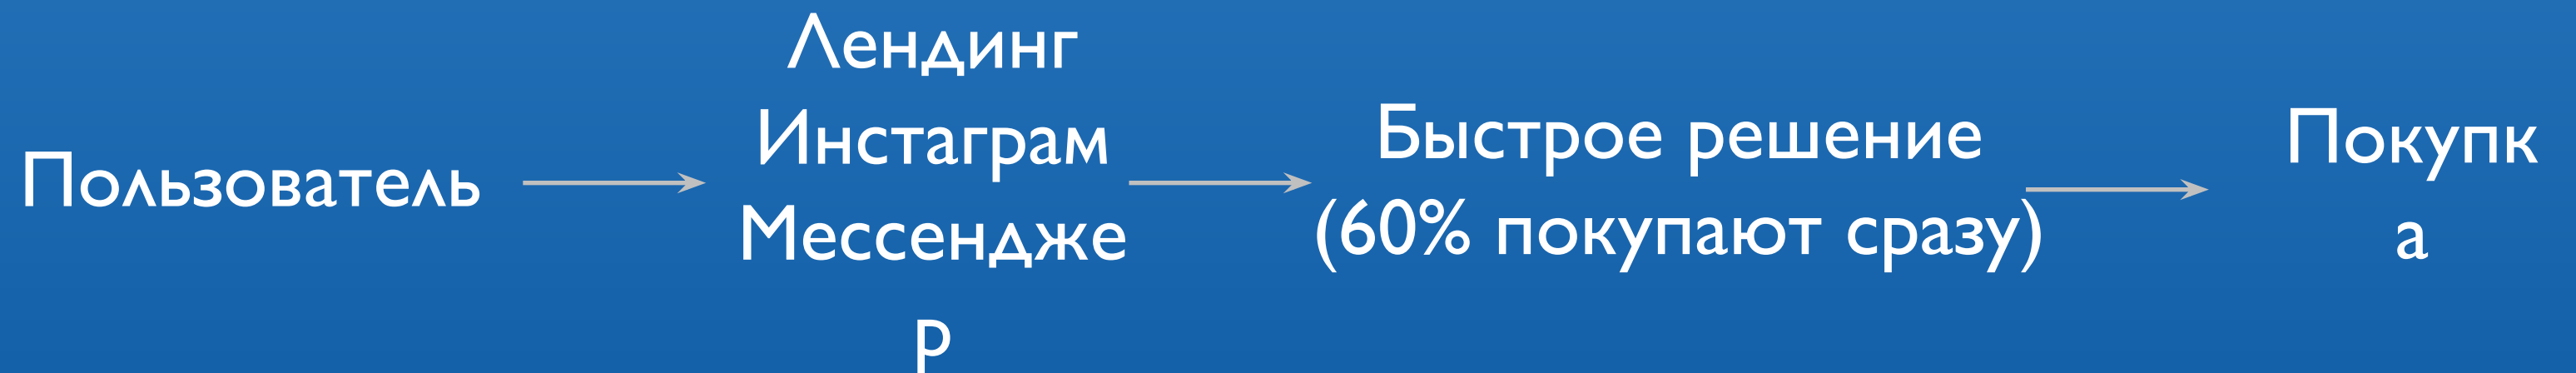 Пользователь
Лендинг
Инстаграм
Мессендже
р
Быстрое решение
(60% покупают сразу)
Покупк
а